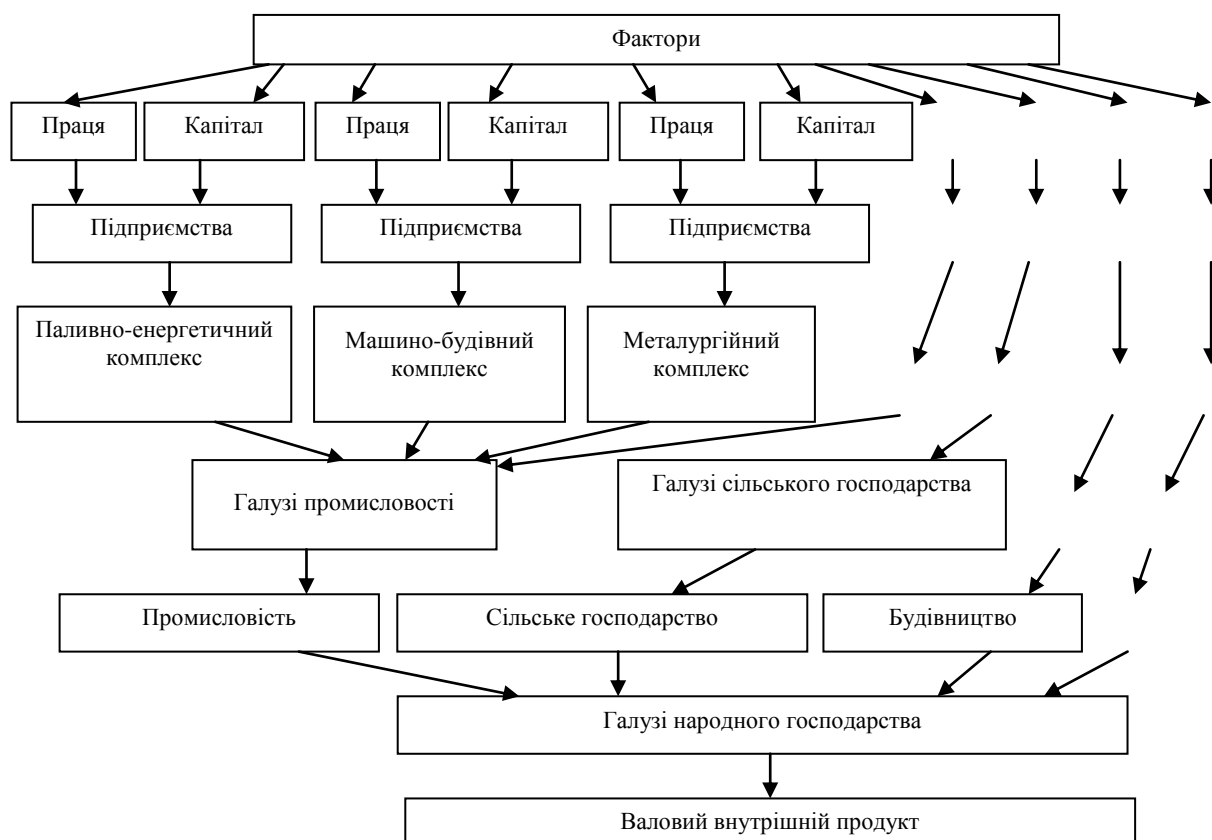 Фактори
Праця
Капітал
Праця
Капітал
Праця
Капітал
Підприємства
Підприємства
Підприємства
Паливно-енергетичний
комплекс
Машино-будівний
комплекс
Металургійний
комплекс
Галузі промисловості
Галузі сільського господарства
Промисловість
Сільське господарство
Будівництво
Галузі народного господарства
Валовий внутрішній продукт